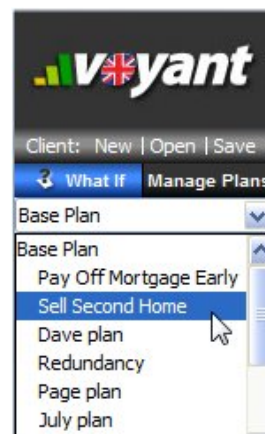 voyant
Client: New | Open | Save
What If Manage Plans
Base Plan
Base Plan
Pay Off Mortgage Early
Sell Second Home
Dave plan
Redundancy
Page plan
July plan